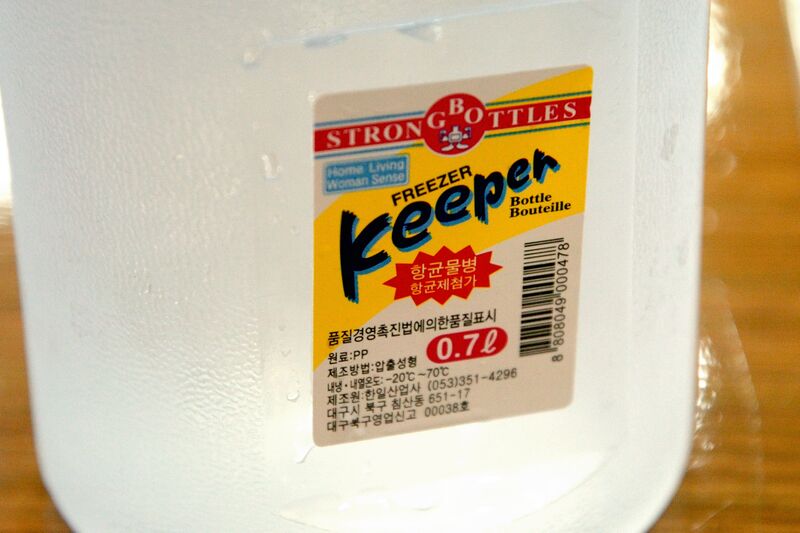 STRONGBOTTLES
Home Living
Woman Sense
FREEZER
Keeper
Bottle
Bouteille
항균물병
항균제첨가
품질경영촉진법에의한품질표시
원료:PP
0.7ℓ
제조방법:압출성형
내냉·내열온도:-20℃~70℃
제조원:한일산업사 (053)351-4296
대구시 북구 침산동 651-17
대구북구영업신고 00038호
8 808049 000478